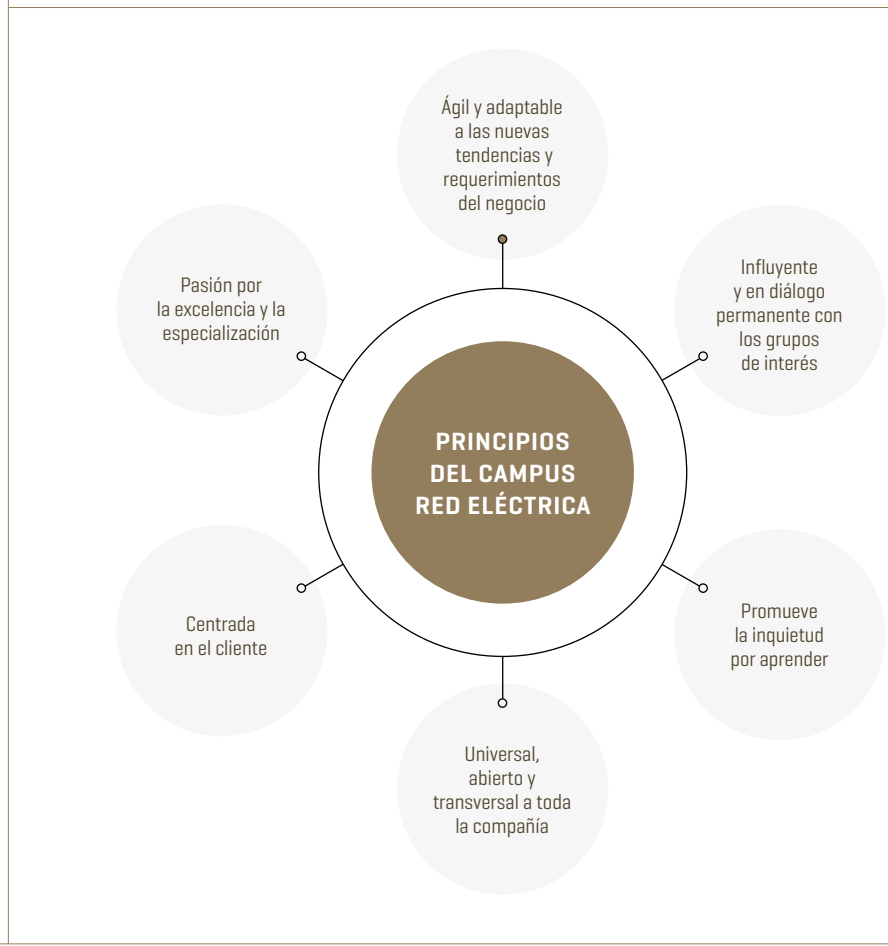 Ágil y adaptable
a las nuevas
tendencias y
requerimientos
del negocio
Influyente
y en diálogo
permanente con
los grupos
de interés
Promueve
la inquietud
por aprender
Universal,
abierto y
transversal a toda
la compañía
Centrada
en el cliente
Pasión por
la excelencia y la
especialización
PRINCIPIOS
DEL CAMPUS
RED ELÉCTRICA